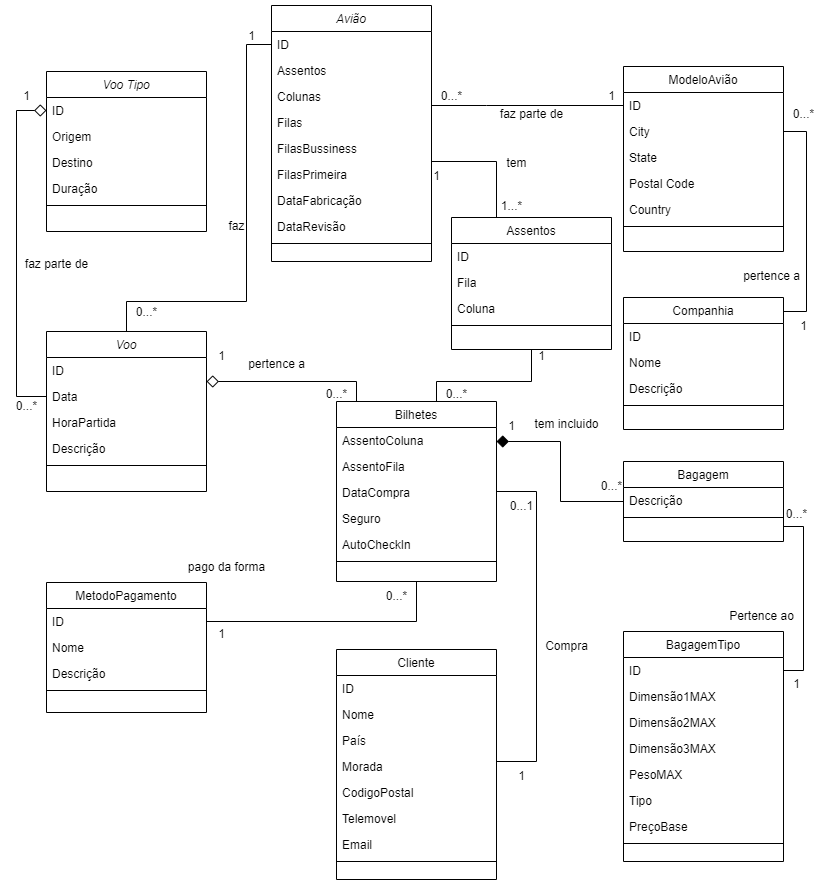 Avião
ID
Assentos
Colunas
Filas
FilasBussiness
FilasPrimeira
DataFabricação
DataRevisão
1
Voo Tipo
ID
Origem
Destino
Duração
1
faz parte de
0...*
faz
0...*
0...*
faz parte de
1
ModeloAvião
ID
City
State
Postal Code
Country
0...*
pertence a
1
1
tem
1...*
Assentos
ID
Fila
Coluna
1
0...*
Companhia
ID
Nome
Descrição
Voo
ID
Data
HoraPartida
Descrição
1
pertence a
0...*
Bilhetes
AssentoColuna
AssentoFila
DataCompra
Seguro
AutoCheckIn
1
tem incluido
0...*
Bagagem
Descrição
0...*
Pertence ao
1
0...1
Compra
1
pago da forma
0...*
1
MetodoPagamento
ID
Nome
Descrição
Cliente
ID
Nome
País
Morada
CodigoPostal
Telemovel
Email
BagagemTipo
ID
Dimensão1MAX
Dimensão2MAX
Dimensão3MAX
PesoMAX
Tipo
PreçoBase